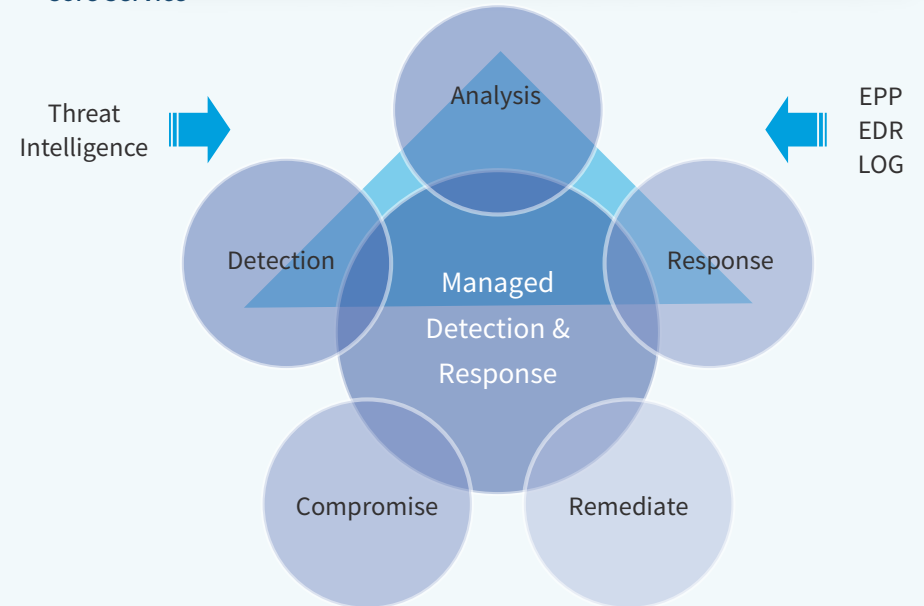 Analysis
Threat
Intelligence
EPP
EDR
LOG
Detection
Response
Managed
Detection &
Response
Compromise
Remediate